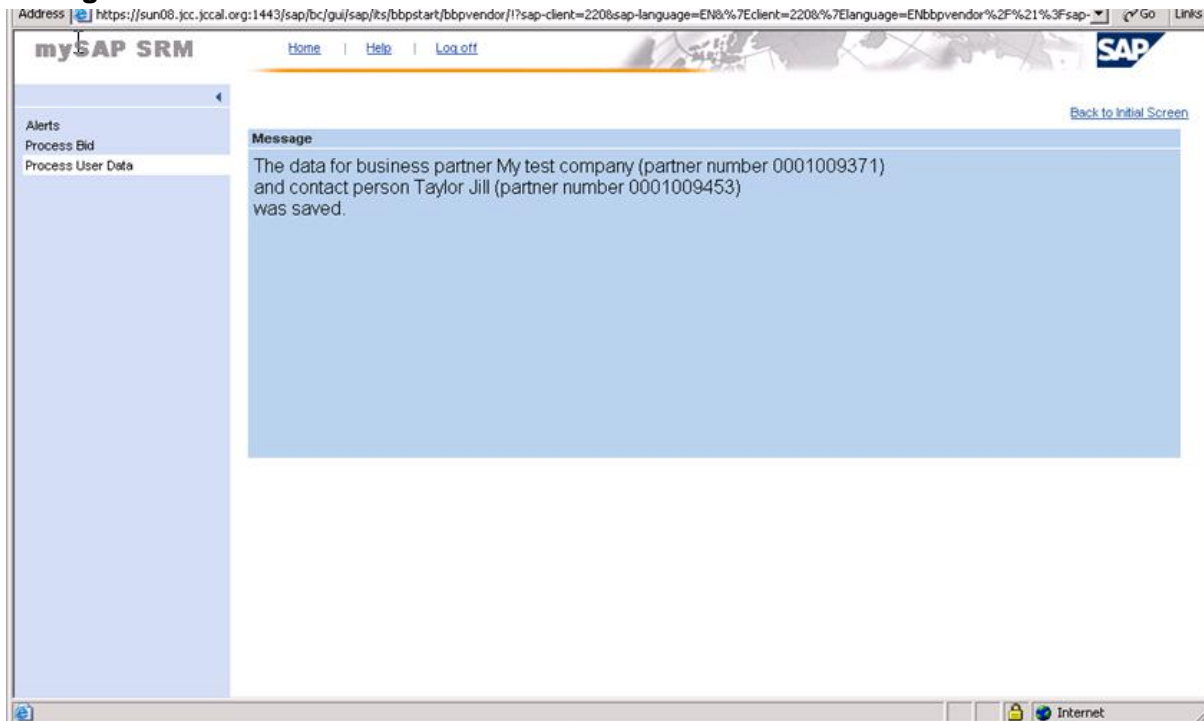 Address https://sun08.jcc.jccal.org:1443/sap/bc/gui/sap/its/bbpstart/bbpvendor/!?sap-client=220&sap-language=EN&%7Eclient=220&%7Elanguage=ENbbpvendor%2F%21%3Fsap- Go Links
mySAP SRM Home | Help | Log off SAP
Back to Initial Screen
Alerts
Process Bid
Process User Data
Message
The data for business partner My test company (partner number 0001009371)
and contact person Taylor Jill (partner number 0001009453)
was saved.
Internet